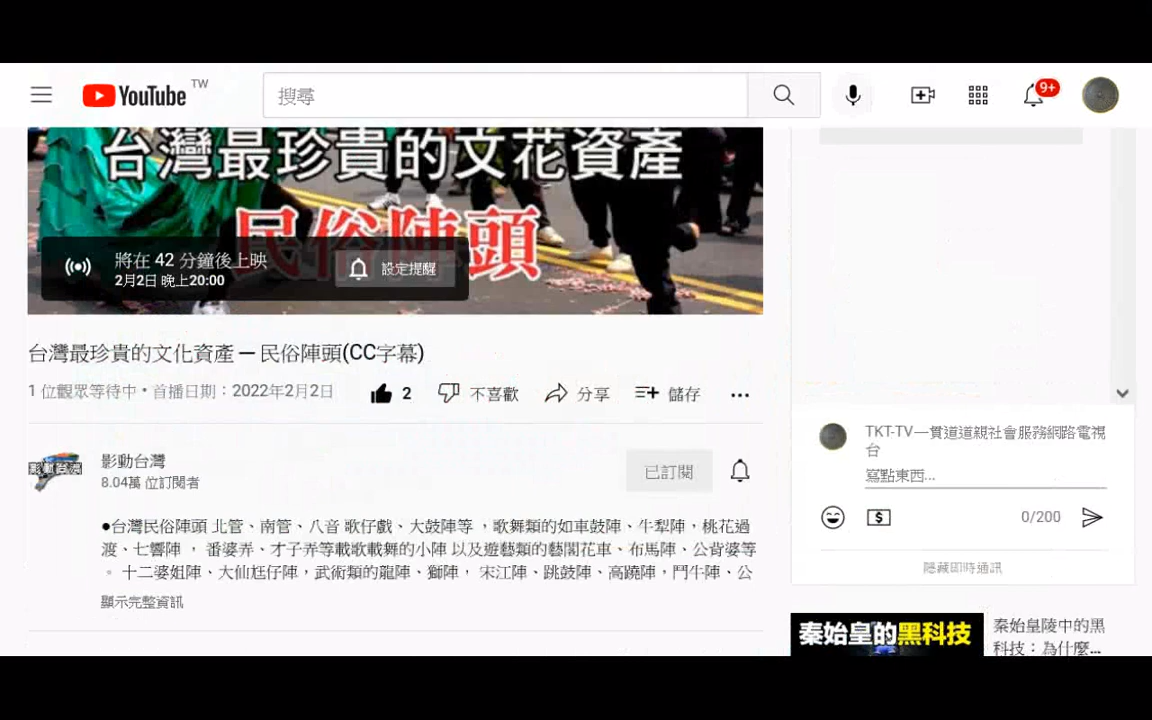 YouTube TW
搜尋
9+
台灣最珍貴的文花資產
民俗陣頭
將在 42 分鐘後上映
2月2日 晚上20:00
設定提醒
台灣最珍貴的文化資產 — 民俗陣頭(CC字幕)
1 位觀眾等待中 • 首播日期：2022年2月2日
2
不喜歡
分享
儲存
影動台灣
影動台灣
8.04萬 位訂閱者
已訂閱
●台灣民俗陣頭 北管、南管、八音 歌仔戲、大鼓陣等 ，歌舞類的如車鼓陣、牛犁陣，桃花過
渡、七響陣 ， 番婆弄、才子弄等載歌載舞的小陣 以及遊藝類的藝閣花車、布馬陣、公背婆等
。 十二婆姐陣、大仙尪仔陣，武術類的龍陣、獅陣， 宋江陣、跳鼓陣、高蹺陣，鬥牛陣、公
顯示完整資訊
TKT-TV—貫道道親社會服務網路電視
台
寫點東西...
0/200
隱藏即時通訊
秦始皇的黑科技
秦始皇陵中的黑
科技：為什麼...